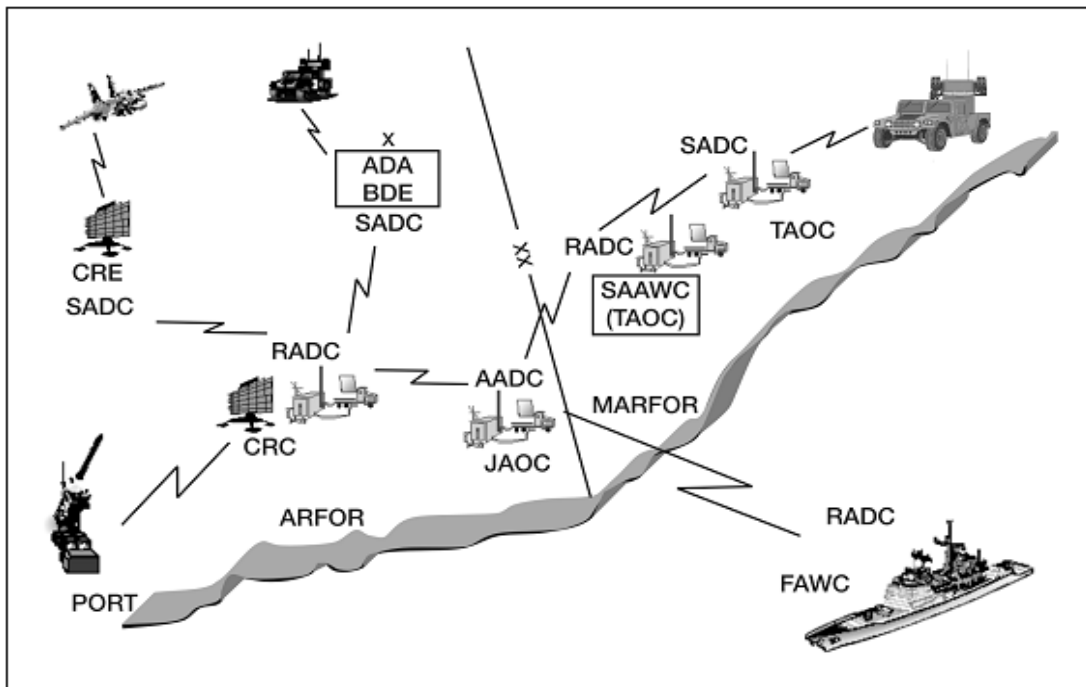 X
ADA
BDE
SADC
SADC
TAOC
CRE
SADC
XX
RADC
SAAWC
(TAOC)
RADC
AADC
MARFOR
CRC
JAOC
ARFOR
RADC
PORT
FAWC